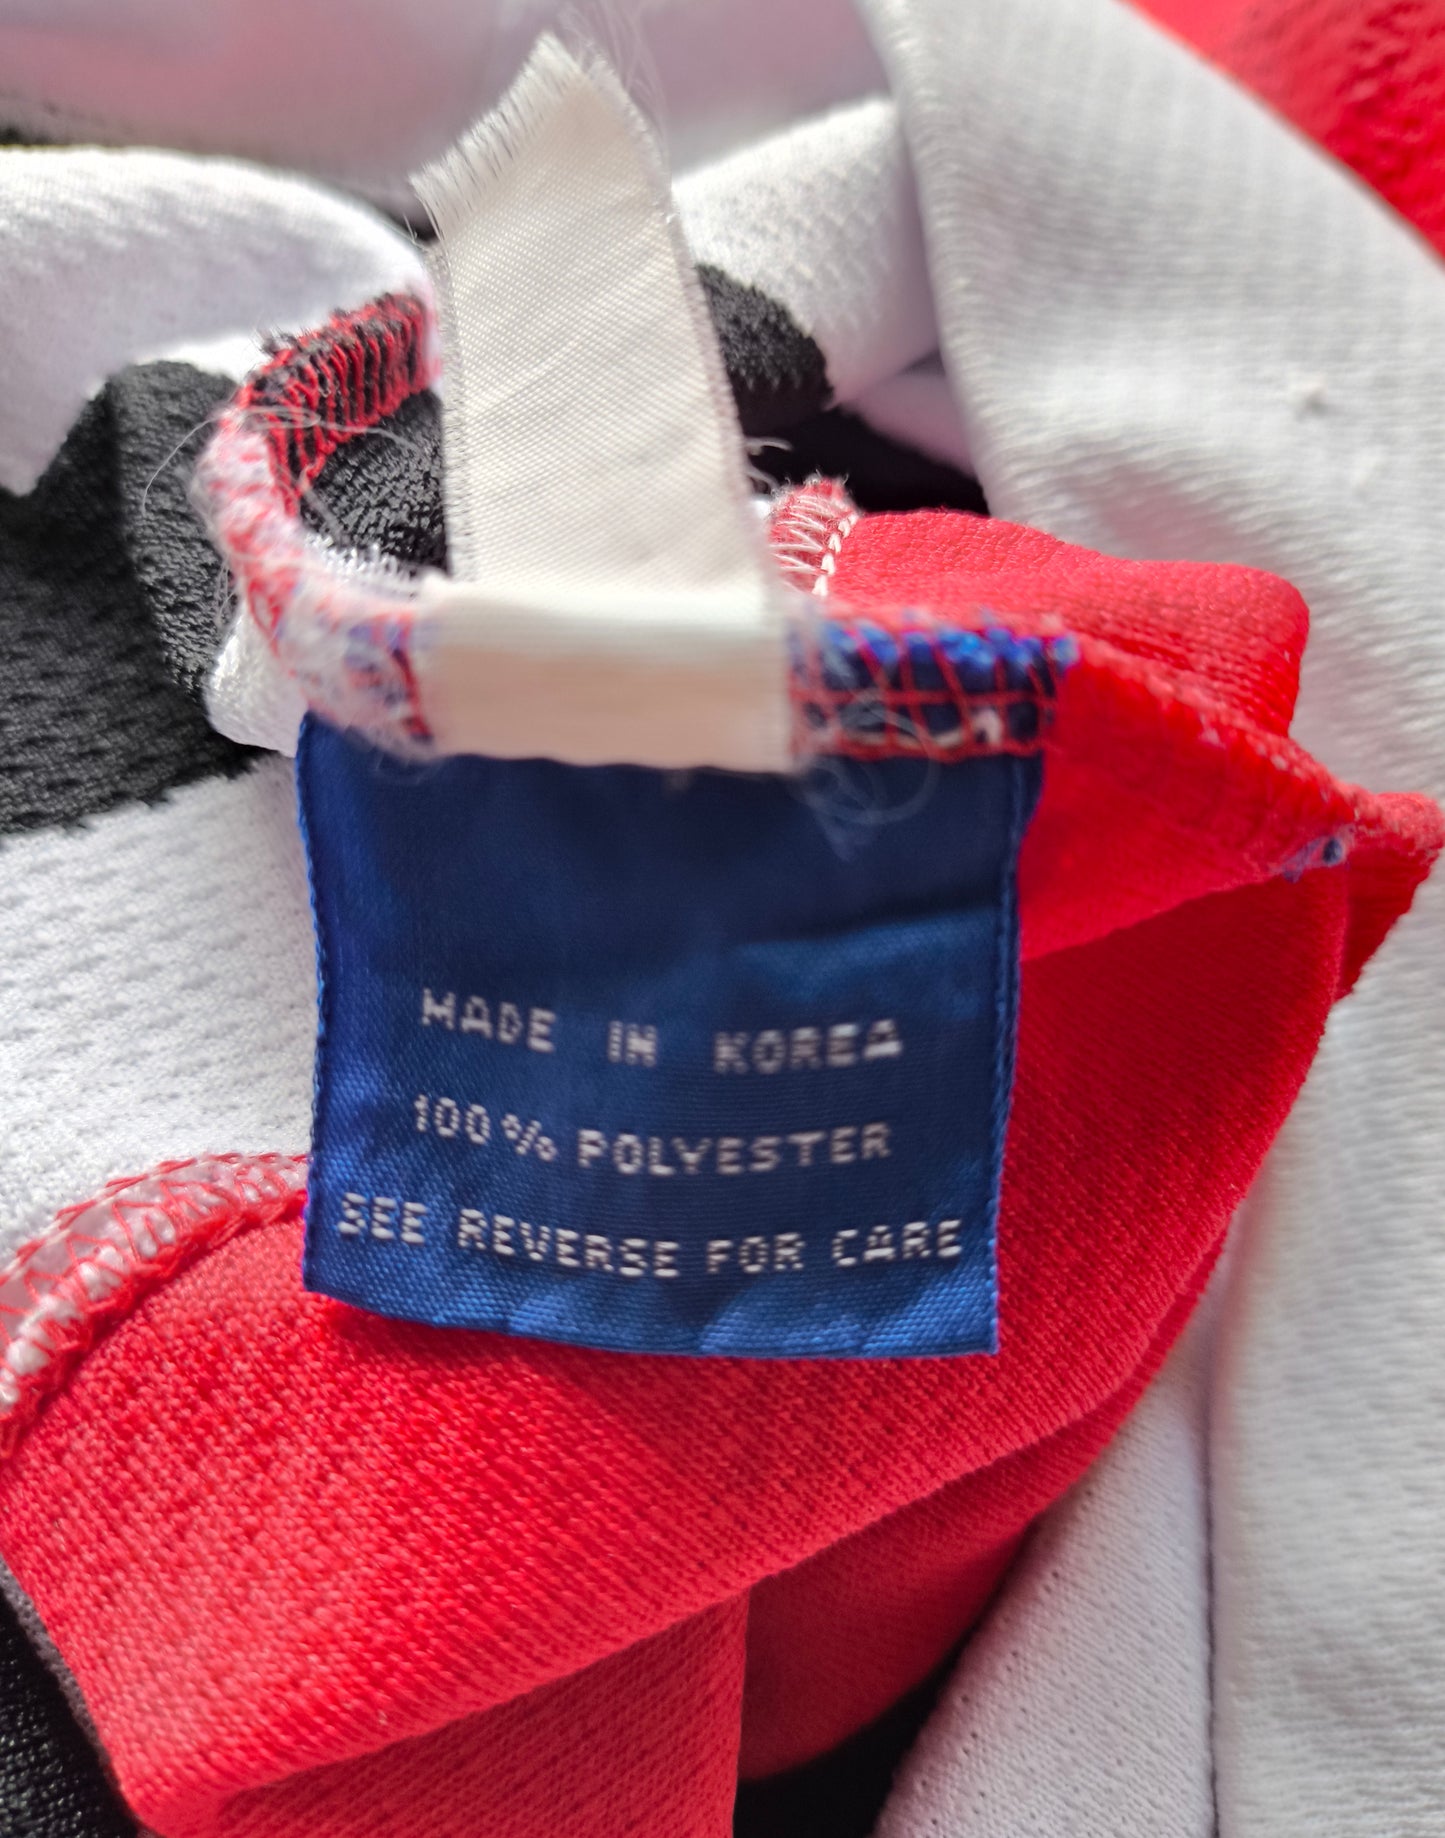 MADE IN KOREA
100% POLYESTER
SEE REVERSE FOR CARE